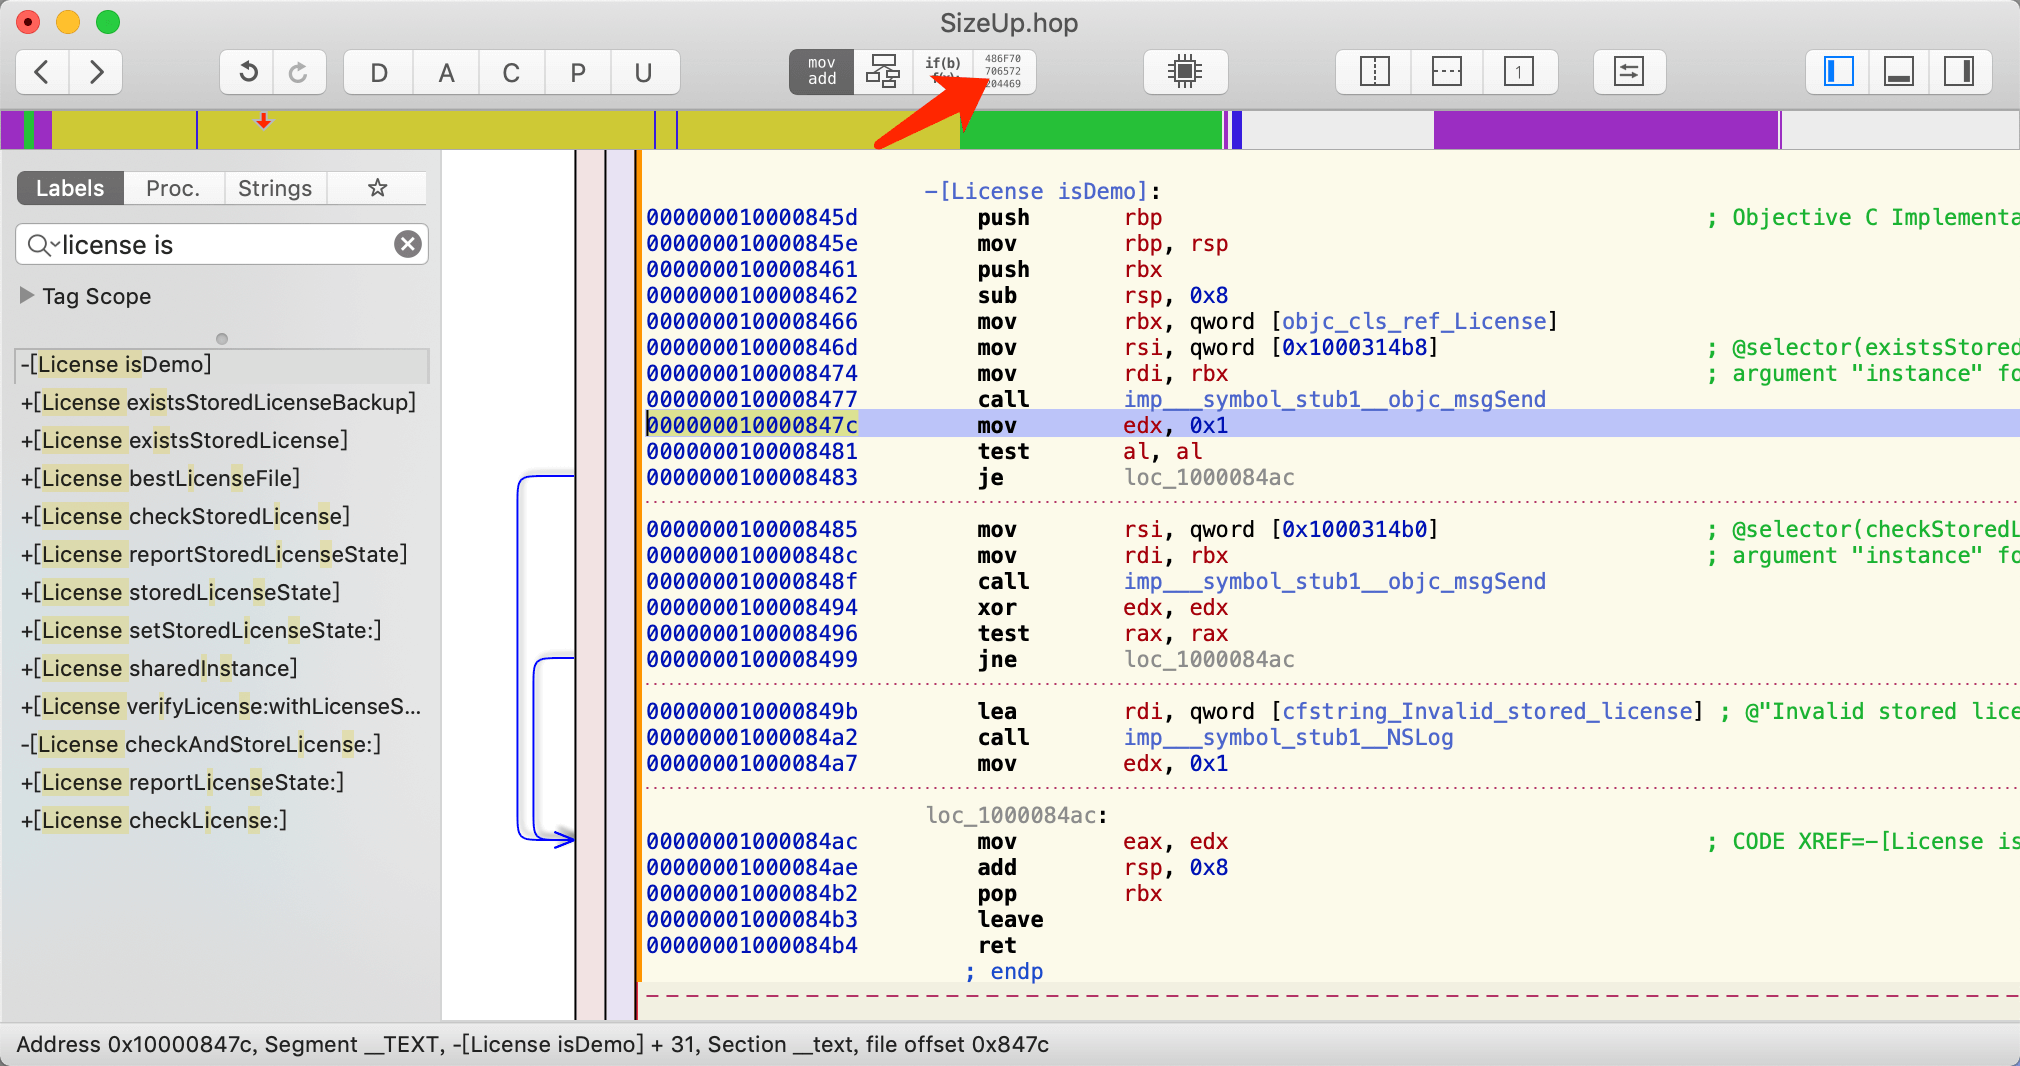 SizeUp.hop
D A C P U
mov
add
if(b)
486F70
706572
204469
1
Labels Proc. Strings
license is
Tag Scope
-[License isDemo]
+[License existsStoredLicenseBackup]
+[License existsStoredLicense]
+[License bestLicenseFile]
+[License checkStoredLicense]
+[License reportStoredLicenseState]
+[License storedLicenseState]
+[License setStoredLicenseState:]
+[License sharedInstance]
+[License verifyLicense:withLicenseS...
-[License checkAndStoreLicense:]
+[License reportLicenseState:]
+[License checkLicense:]
-[License isDemo]:
000000010000845d push rbp ; Objective C Implementa
000000010000845e mov rbp, rsp
0000000100008461 push rbx
0000000100008462 sub rsp, 0x8
0000000100008466 mov rbx, qword [objc_cls_ref_License]
000000010000846d mov rsi, qword [0x1000314b8] ; @selector(existsStored
0000000100008474 mov rdi, rbx ; argument "instance" fo
0000000100008477 call imp___symbol_stub1__objc_msgSend
000000010000847c mov edx, 0x1
0000000100008481 test al, al
0000000100008483 je loc_1000084ac
0000000100008485 mov rsi, qword [0x1000314b0] ; @selector(checkStoredL
000000010000848c mov rdi, rbx ; argument "instance" fo
000000010000848f call imp___symbol_stub1__objc_msgSend
0000000100008494 xor edx, edx
0000000100008496 test rax, rax
0000000100008499 jne loc_1000084ac
000000010000849b lea rdi, qword [cfstring_Invalid_stored_license] ; @"Invalid stored lice
00000001000084a2 call imp___symbol_stub1__NSLog
00000001000084a7 mov edx, 0x1
loc_1000084ac:
00000001000084ac mov eax, edx ; CODE XREF=-[License is
00000001000084ae add rsp, 0x8
00000001000084b2 pop rbx
00000001000084b3 leave
00000001000084b4 ret
; endp
Address 0x10000847c, Segment __TEXT, -[License isDemo] + 31, Section __text, file offset 0x847c